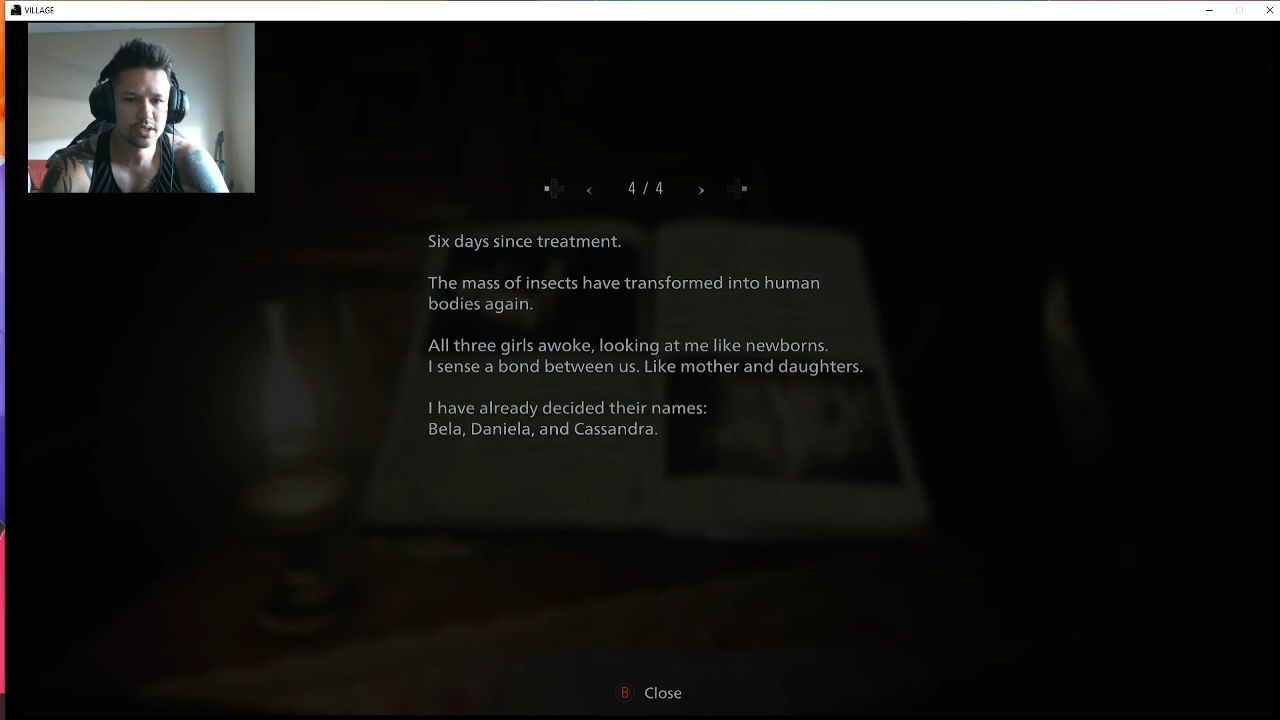 VILLAGE
4 / 4
Six days since treatment.
The mass of insects have transformed into human
bodies again.
All three girls awoke, looking at me like newborns.
I sense a bond between us. Like mother and daughters.
I have already decided their names:
Bela, Daniela, and Cassandra.
B Close